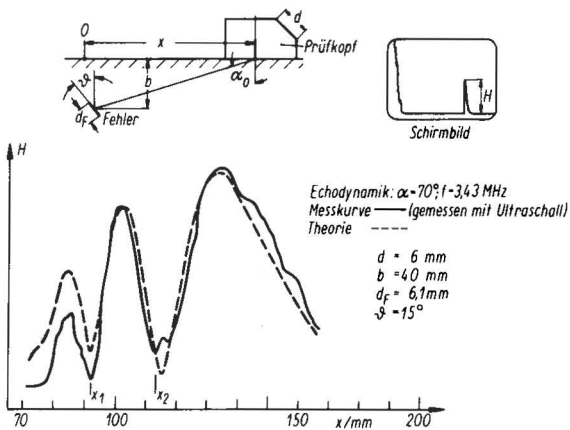 d
O
x
Prüfkopf
b
α₀
ϑ
d_F
Fehler
H
Schirmbild
H
Echodynamik: α=70°; f=3,43 MHz
Messkurve (gemessen mit Ultraschall)
Theorie
d = 6 mm
b = 40 mm
d_F = 6,1 mm
ϑ = 15°
x₁
x₂
70 100 150 x/mm 200